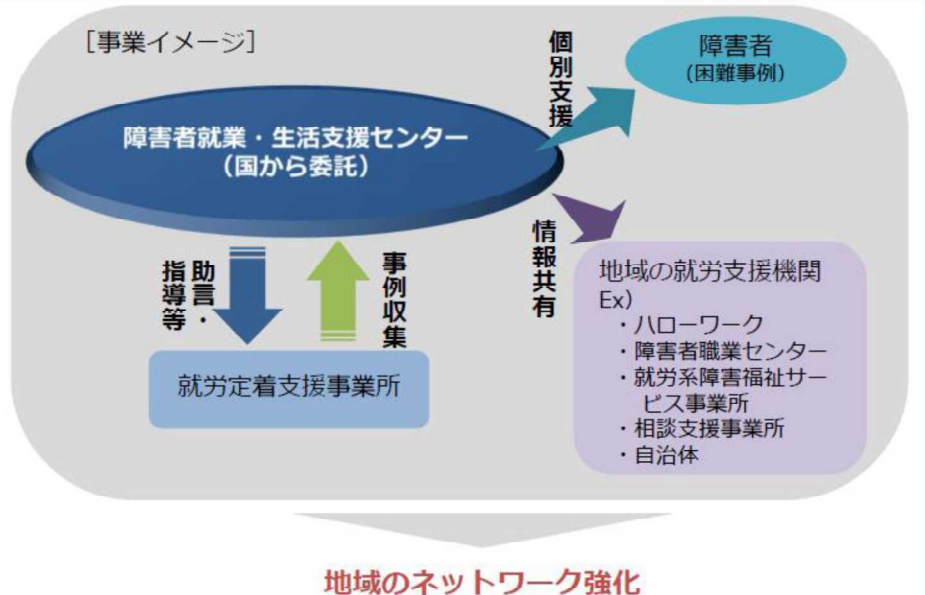 ［事業イメージ］
個別支援
障害者
(困難事例)
障害者就業・生活支援センター
（国から委託）
助言・
指導等
事例収集
情報共有
就労定着支援事業所
地域の就労支援機関
Ex）
・ハローワーク
・障害者職業センター
・就労系障害福祉サー
ビス事業所
・相談支援事業所
・自治体
地域のネットワーク強化